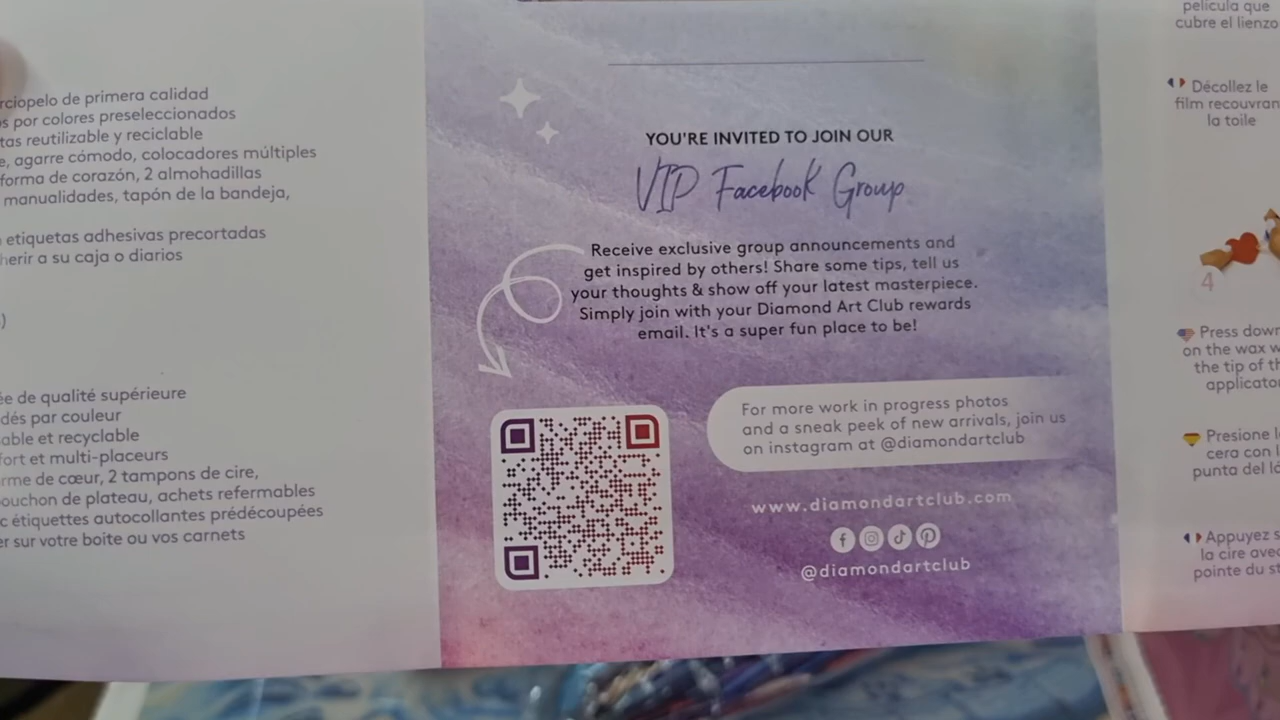 rciopelo de primera calidad
s por colores preseleccionados
tas reutilizable y reciclable
e, agarre cómodo, colocadores múltiples
forma de corazón, 2 almohadillas
manualidades, tapón de la bandeja,
etiquetas adhesivas precortadas
herir a su caja o diarios
)
ée de qualité supérieure
dés par couleur
able et recyclable
fort et multi-placeurs
rme de cœur, 2 tampons de cire,
ouchon de plateau, achets refermables
c étiquettes autocollantes prédécoupées
er sur votre boite ou vos carnets
YOU'RE INVITED TO JOIN OUR
VIP Facebook Group
Receive exclusive group announcements and
get inspired by others! Share some tips, tell us
your thoughts & show off your latest masterpiece.
Simply join with your Diamond Art Club rewards
email. It's a super fun place to be!
For more work in progress photos
and a sneak peek of new arrivals, join us
on instagram at @diamondartclub
www.diamondartclub.com
@diamondartclub
película que
cubre el lienzo
Décollez le
film recouvran
la toile
4
Press down
on the wax w
the tip of th
applicator
Presione l
cera con l
punta del lá
Appuyez s
la cire avec
pointe du st